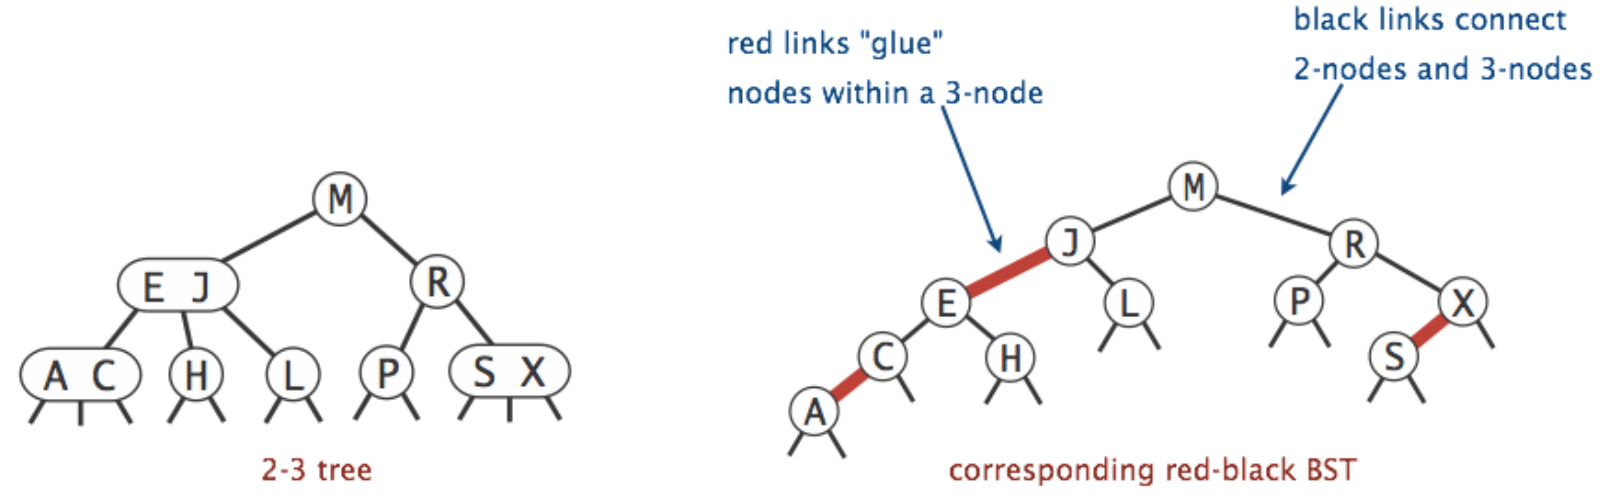 red links "glue"
nodes within a 3-node
black links connect
2-nodes and 3-nodes
M
E J
R
A C
H
L
P
S X
2-3 tree
M
J
R
E
L
P
X
C
H
S
A
corresponding red-black BST